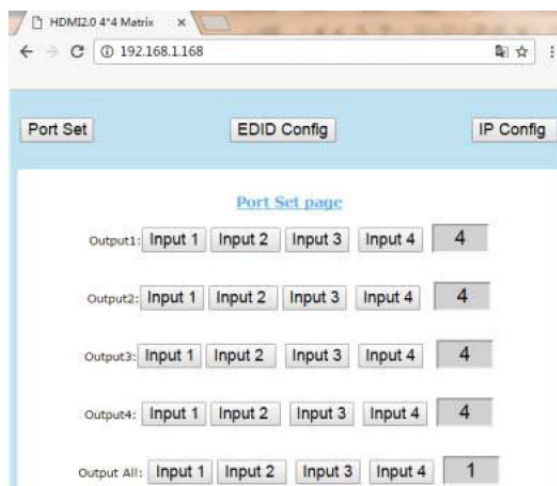 HDMI2.0 4*4 Matrix
192.168.1.168
Port Set EDID Config IP Config
Port Set page
Output1: Input 1 Input 2 Input 3 Input 4 4
Output2: Input 1 Input 2 Input 3 Input 4 4
Output3: Input 1 Input 2 Input 3 Input 4 4
Output4: Input 1 Input 2 Input 3 Input 4 4
Output All: Input 1 Input 2 Input 3 Input 4 1